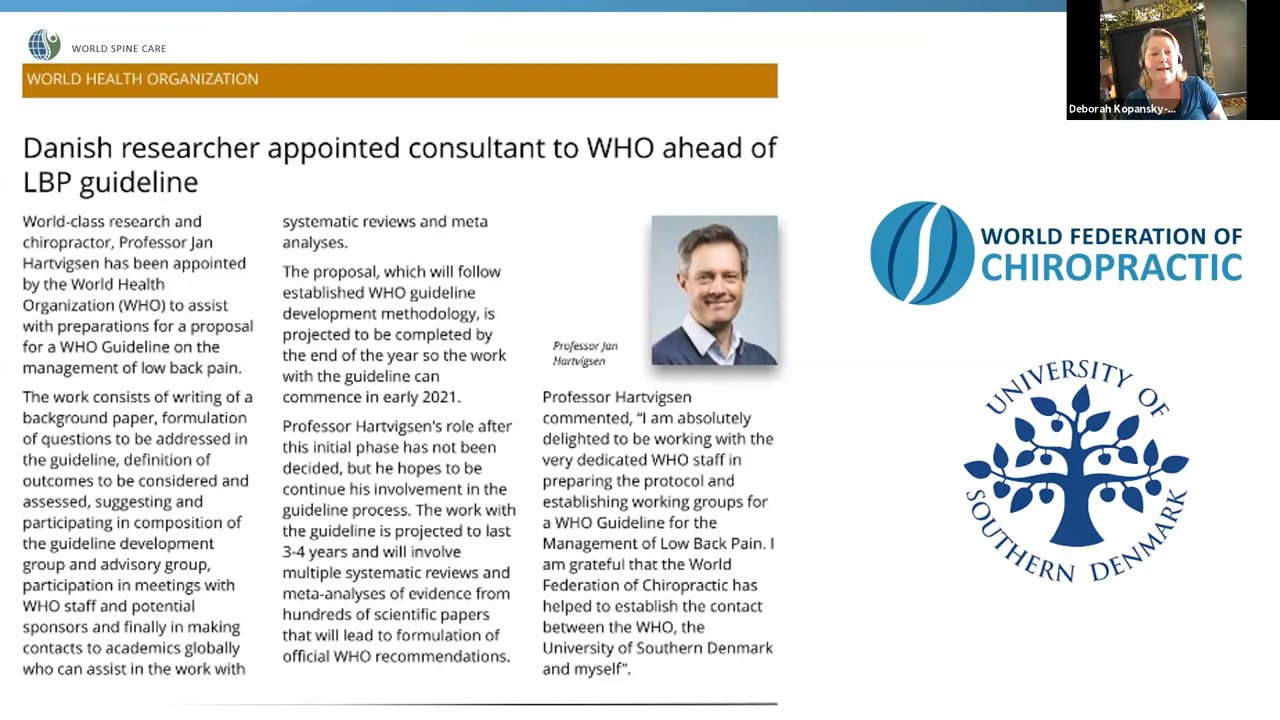 WORLD SPINE CARE
WORLD HEALTH ORGANIZATION
Danish researcher appointed consultant to WHO ahead of
LBP guideline
World-class research and
chiropractor, Professor Jan
Hartvigsen has been appointed
by the World Health
Organization (WHO) to assist
with preparations for a proposal
for a WHO Guideline on the
management of low back pain.
The work consists of writing of a
background paper, formulation
of questions to be addressed in
the guideline, definition of
outcomes to be considered and
assessed, suggesting and
participating in composition of
the guideline development
group and advisory group,
participation in meetings with
WHO staff and potential
sponsors and finally in making
contacts to academics globally
who can assist in the work with
systematic reviews and meta
analyses.
The proposal, which will follow
established WHO guideline
development methodology, is
projected to be completed by
the end of the year so the work
with the guideline can
commence in early 2021.
Professor Hartvigsen's role after
this initial phase has not been
decided, but he hopes to be
continue his involvement in the
guideline process. The work with
the guideline is projected to last
3-4 years and will involve
multiple systematic reviews and
meta-analyses of evidence from
hundreds of scientific papers
that will lead to formulation of
official WHO recommendations.
Professor Jan
Hartvigsen
Professor Hartvigsen
commented, “I am absolutely
delighted to be working with the
very dedicated WHO staff in
preparing the protocol and
establishing working groups for
a WHO Guideline for the
Management of Low Back Pain. I
am grateful that the World
Federation of Chiropractic has
helped to establish the contact
between the WHO, the
University of Southern Denmark
and myself”.
Deborah Kopansky-...
WORLD FEDERATION OF
CHIROPRACTIC
UNIVERSITY OF
SOUTHERN DENMARK